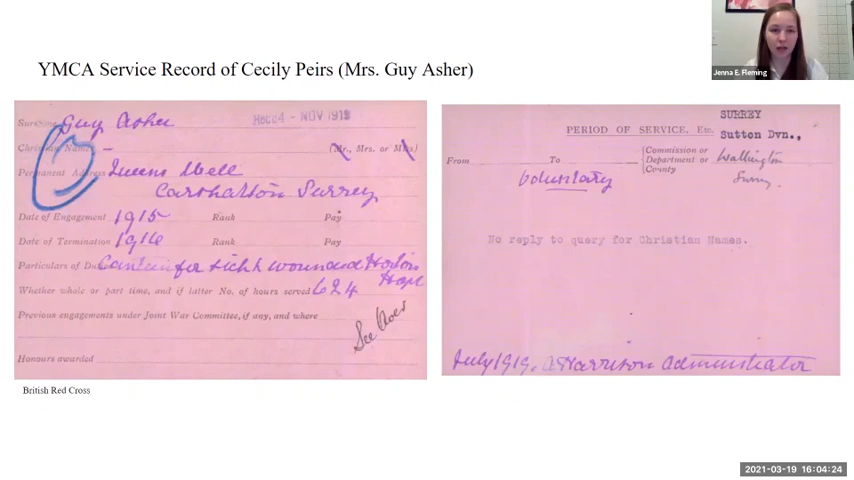 YMCA Service Record of Cecily Peirs (Mrs. Guy Asher)
Jenna E. Fleming
Surname Guy Asher
REC'D 4 - NOV 1919
Christian Names - (Mr., Mrs. or Miss)
Permanent Address Queens Well
Carshalton Surrey
Date of Engagement 1915 Rank Pay
Date of Termination 1916 Rank Pay
Particulars of Duties Canteen for sick & wounded Horton
Hosp
Whether whole or part time, and if latter No. of hours served 624
Previous engagements under Joint War Committee, if any, and where
See
Honours awarded
SURREY
PERIOD OF SERVICE, Etc. Sutton Dvn.,
From To (Commission or Department or County Wallington
Surrey.
Voluntary
No reply to query for Christian Names.
July 1919. A Harrison Administrator
British Red Cross
2021-03-19 16:04:24